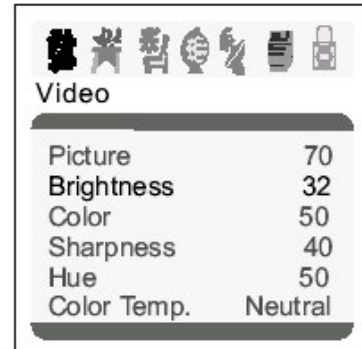 Video
Picture 70
Brightness 32
Color 50
Sharpness 40
Hue 50
Color Temp. Neutral